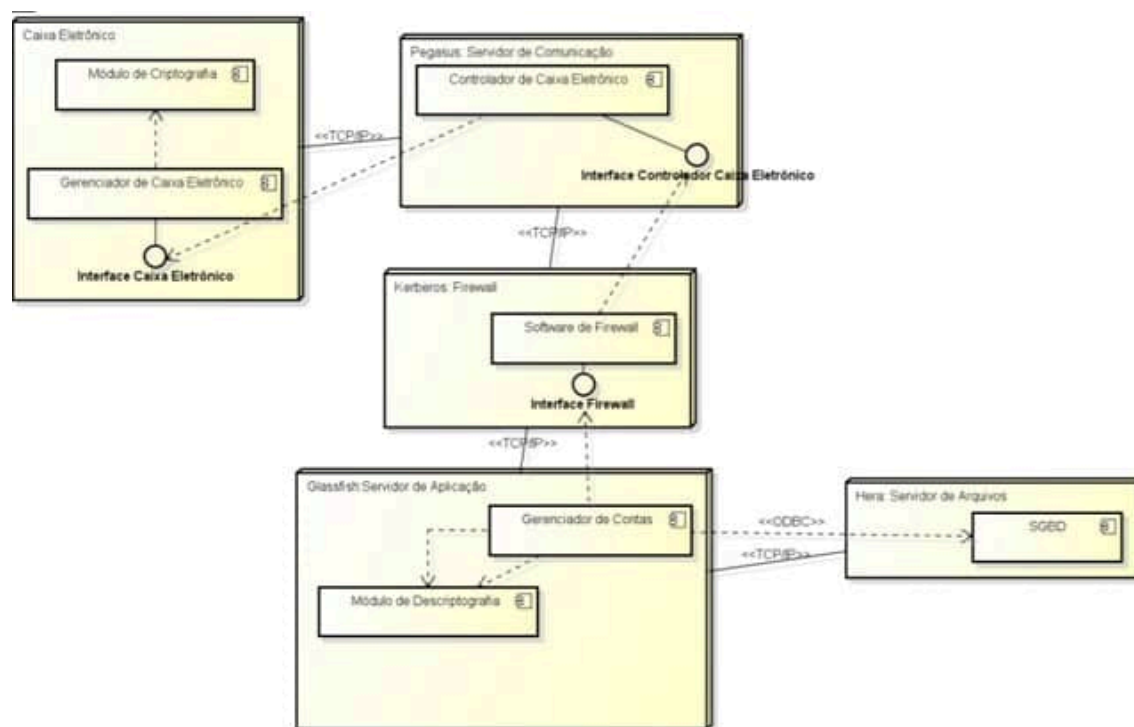 Caixa Eletrônico
Módulo de Criptografia
Gerenciador de Caixa Eletrônico
Interface Caixa Eletrônico
<<TCP/IP>>
Pegasus: Servidor de Comunicação
Controlador de Caixa Eletrônico
Interface Controlador Caixa Eletrônico
<<TCP/IP>>
Kerberos: Firewall
Software de Firewall
Interface Firewall
<<TCP/IP>>
Glassfish:Servidor de Aplicação
Gerenciador de Contas
Módulo de Descriptografia
<<ODBC>>
<<TCP/IP>>
Hera: Servidor de Arquivos
SGBD